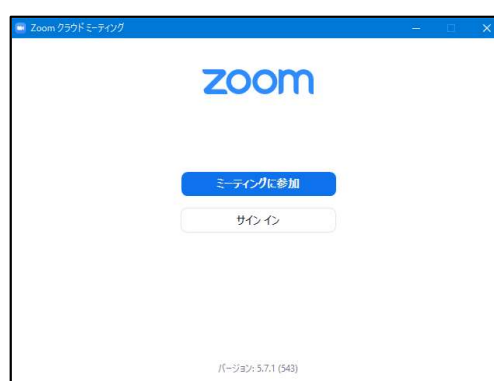 Zoom クラウド ミーティング
zoom
ミーティングに参加
サイン イン
バージョン: 5.7.1 (543)